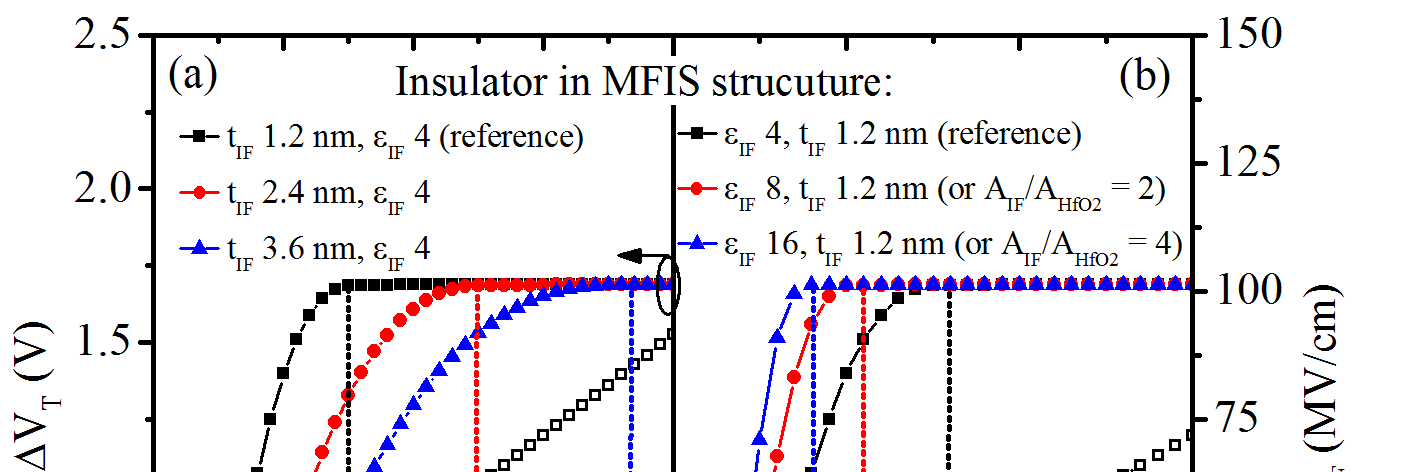 2.5
150
(a)
Insulator in MFIS strucuture:
(b)
t_IF 1.2 nm, ε_IF 4 (reference)
ε_IF 4, t_IF 1.2 nm (reference)
125
2.0
t_IF 2.4 nm, ε_IF 4
ε_IF 8, t_IF 1.2 nm (or A_IF/A_HfO2 = 2)
t_IF 3.6 nm, ε_IF 4
ε_IF 16, t_IF 1.2 nm (or A_IF/A_HfO2 = 4)
100
1.5
75
ΔV_T (V)
(MV/cm)